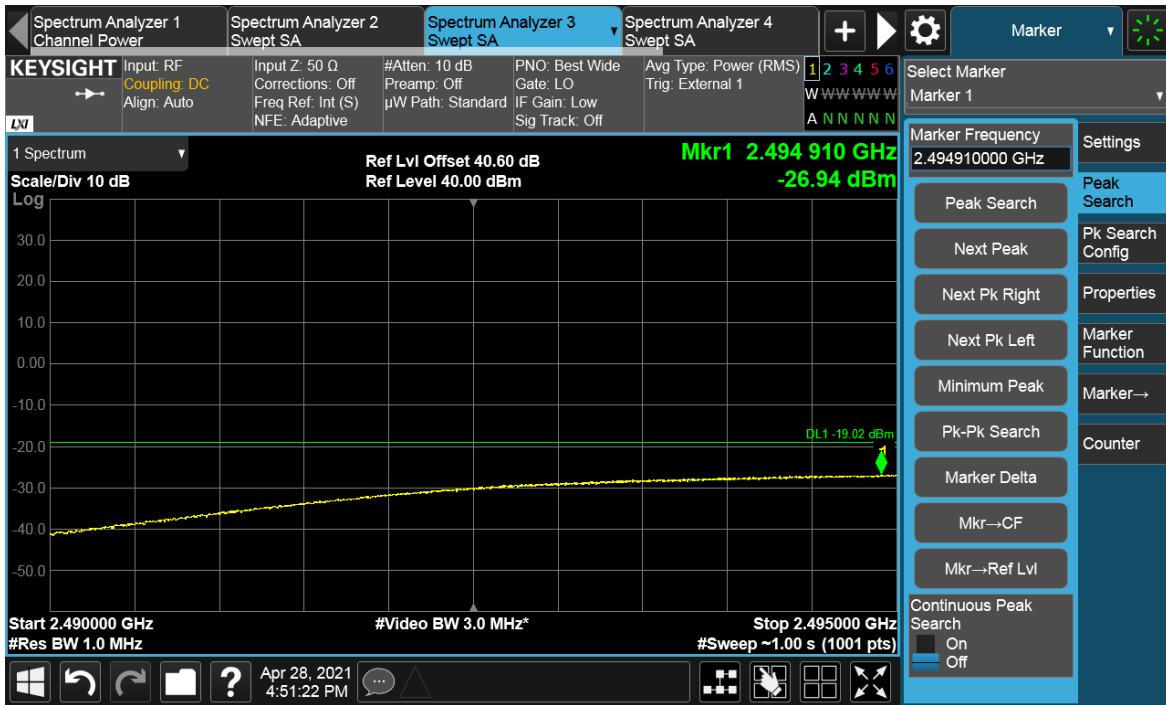 Spectrum Analyzer 1
Channel Power
Spectrum Analyzer 2
Swept SA
Spectrum Analyzer 3
Swept SA
Spectrum Analyzer 4
Swept SA
+
Marker
KEYSIGHT
LXI
Input: RF
Coupling: DC
Align: Auto
Input Z: 50 Ω
Corrections: Off
Freq Ref: Int (S)
NFE: Adaptive
#Atten: 10 dB
Preamp: Off
µW Path: Standard
PNO: Best Wide
Gate: LO
IF Gain: Low
Sig Track: Off
Avg Type: Power (RMS)
Trig: External 1
1 2 3 4 5 6
W W W W W W
A N N N N N
Select Marker
Marker 1
1 Spectrum
Scale/Div 10 dB
Log
Ref Lvl Offset 40.60 dB
Ref Level 40.00 dBm
Mkr1 2.494 910 GHz
-26.94 dBm
30.0
20.0
10.0
0.00
-10.0
-20.0
-30.0
-40.0
-50.0
DL1 -19.02 dBm
1
Start 2.490000 GHz
#Res BW 1.0 MHz
#Video BW 3.0 MHz*
Stop 2.495000 GHz
#Sweep ~1.00 s (1001 pts)
Marker Frequency
2.494910000 GHz
Peak Search
Next Peak
Next Pk Right
Next Pk Left
Minimum Peak
Pk-Pk Search
Marker Delta
Mkr→CF
Mkr→Ref Lvl
Continuous Peak
Search
On
Off
Settings
Peak
Search
Pk Search
Config
Properties
Marker
Function
Marker→
Counter
?
Apr 28, 2021
4:51:22 PM